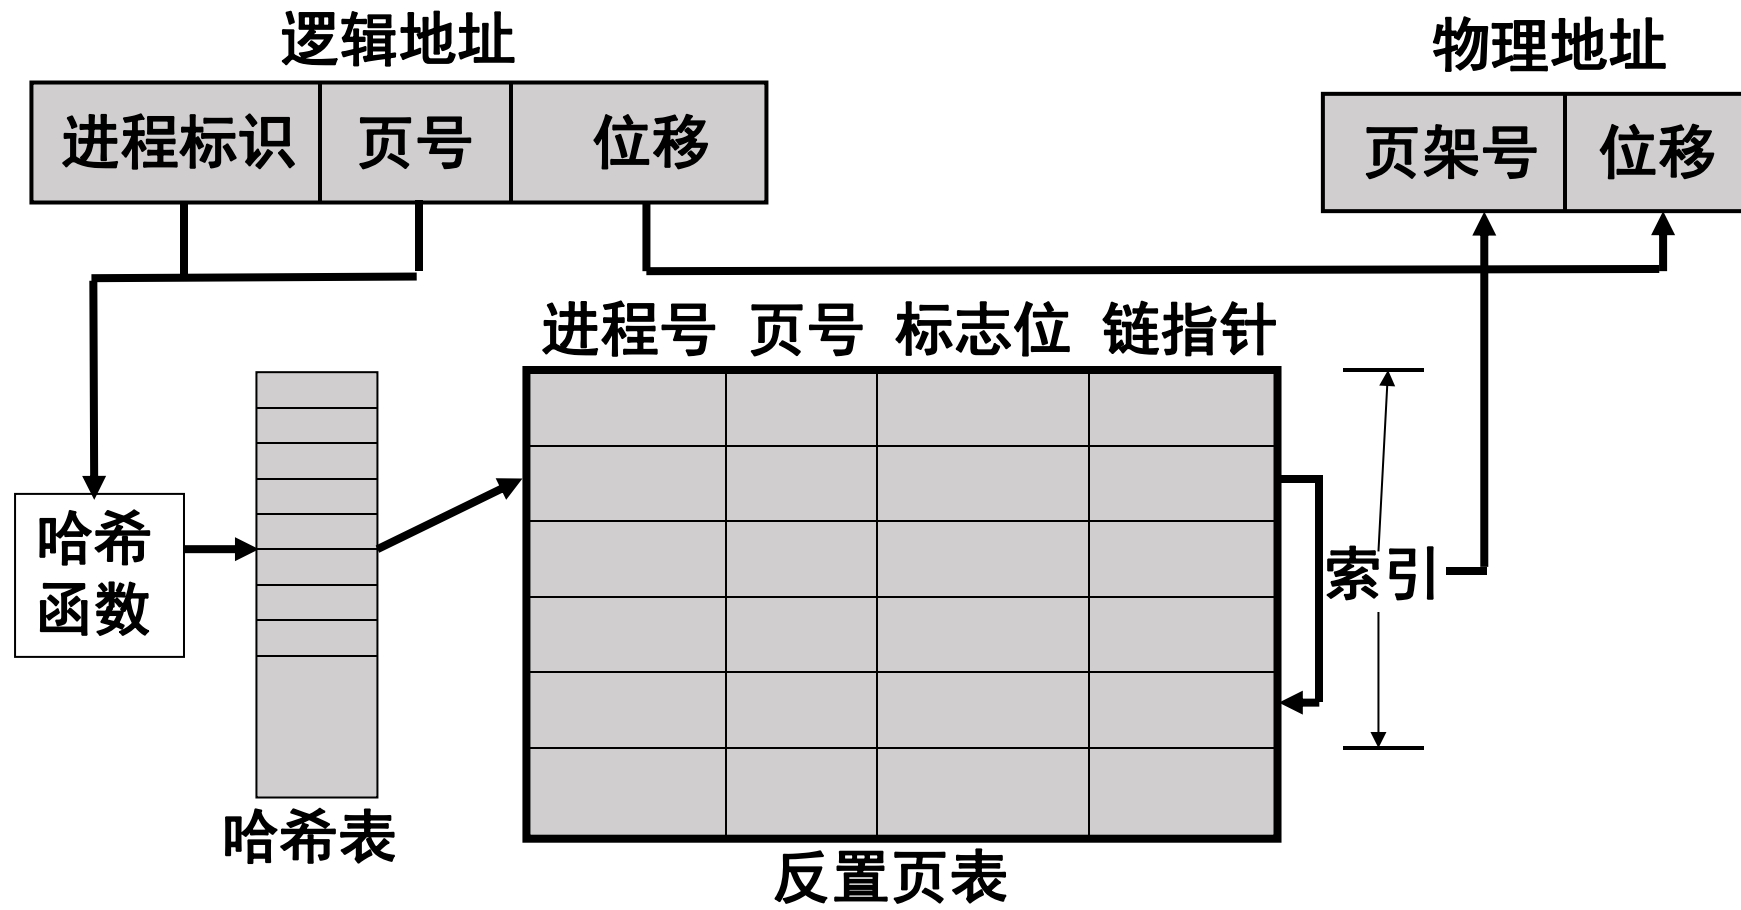 逻辑地址
物理地址
进程标识 页号 位移
页架号 位移
进程号 页号 标志位 链指针
哈希
函数
索引
哈希表
反置页表